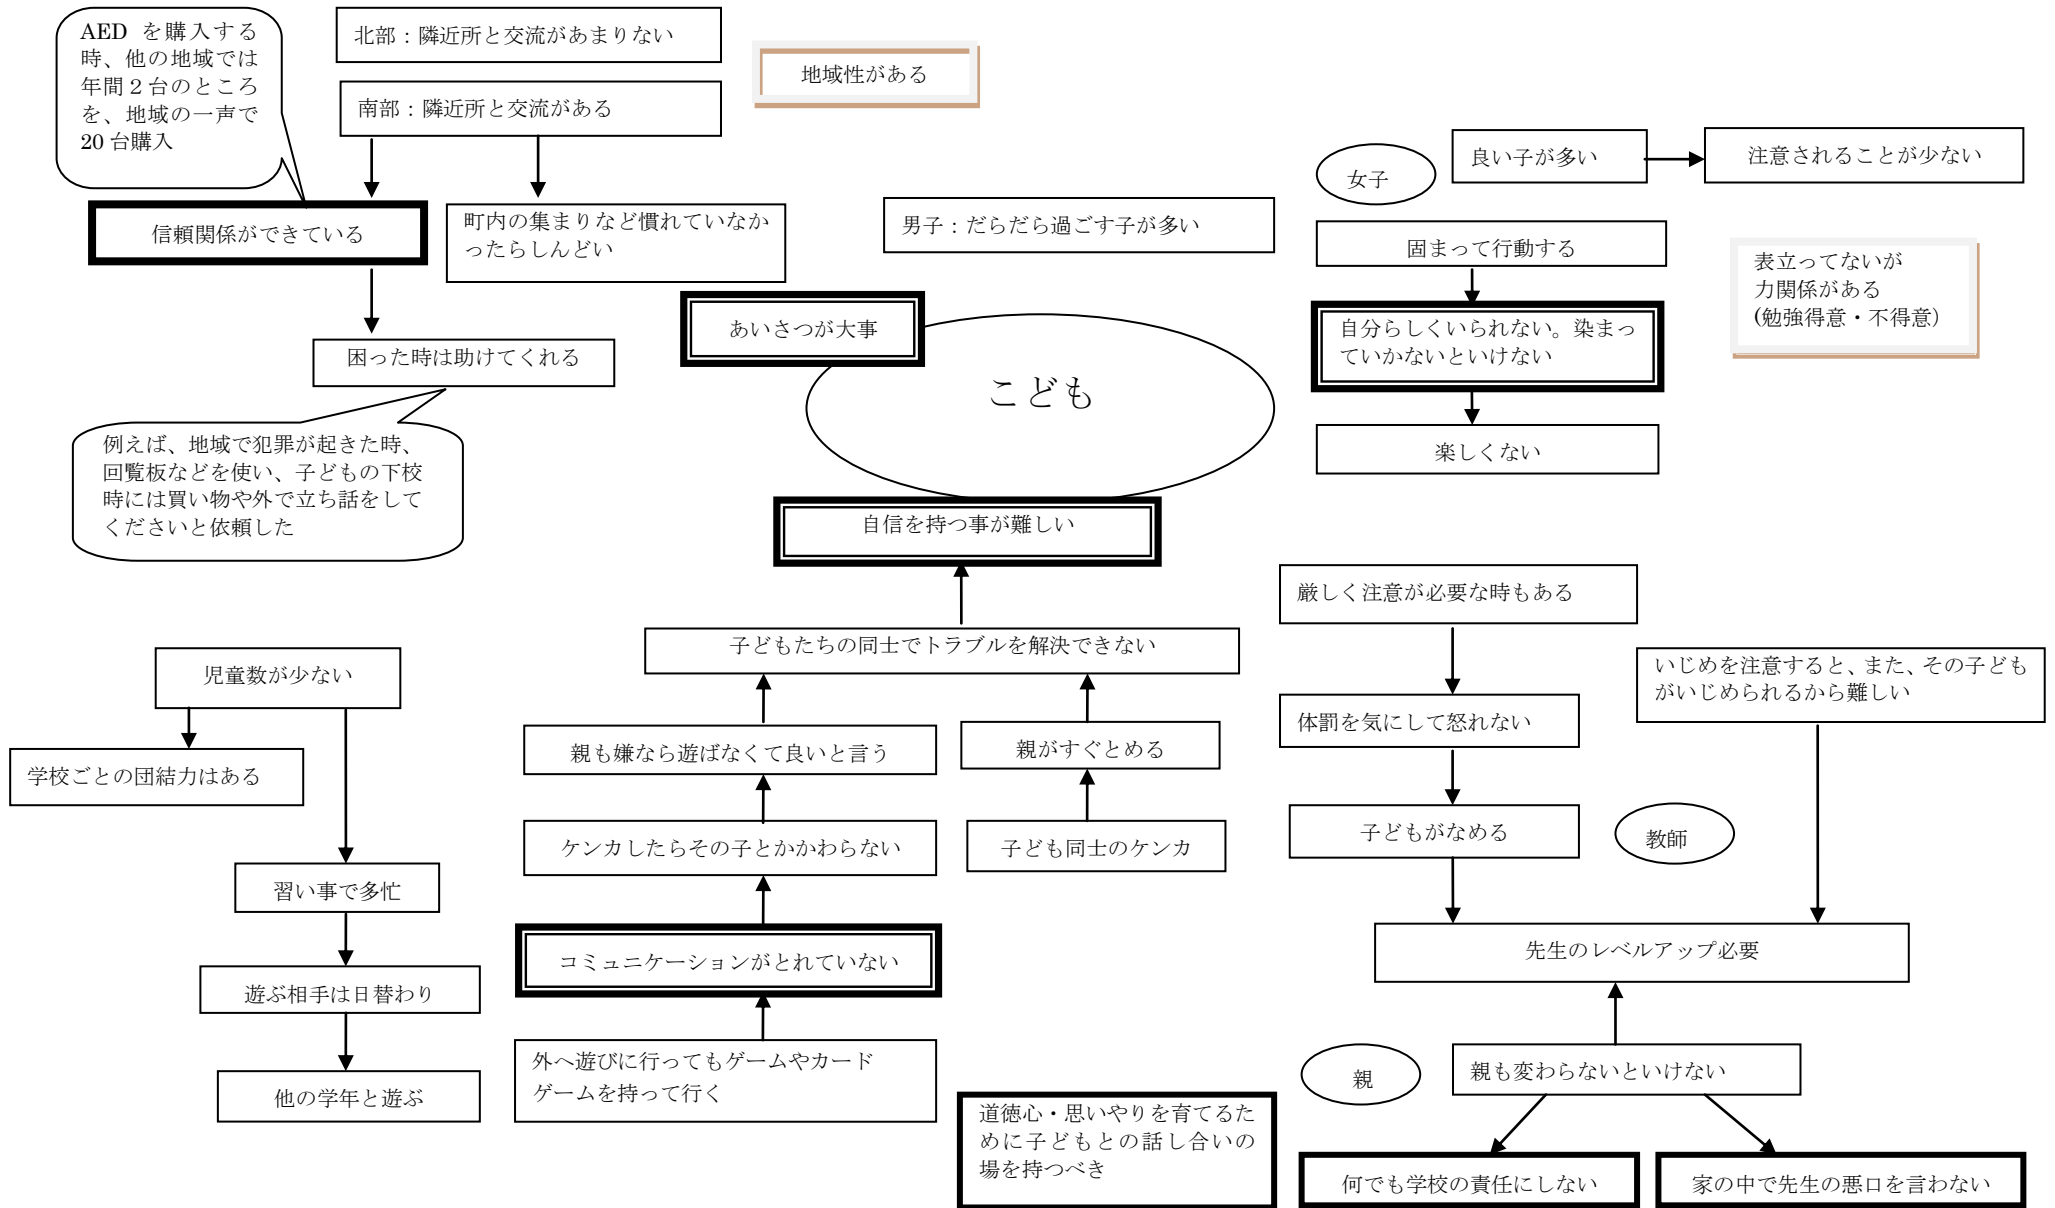 AED を購入する
時、他の地域では
年間２台のところ
を、地域の一声で
20 台購入
北部：隣近所と交流があまりない
南部：隣近所と交流がある
地域性がある
信頼関係ができている
町内の集まりなど慣れていなか
ったらしんどい
困った時は助けてくれる
例えば、地域で犯罪が起きた時、
回覧板などを使い、子どもの下校
時には買い物や外で立ち話をして
くださいと依頼した
男子：だらだら過ごす子が多い
あいさつが大事
こども
自信を持つ事が難しい
女子
良い子が多い
注意されることが少ない
固まって行動する
自分らしくいられない。染まっ
ていかないといけない
楽しくない
表立ってないが
力関係がある
(勉強得意・不得意）
児童数が少ない
学校ごとの団結力はある
習い事で多忙
遊ぶ相手は日替わり
他の学年と遊ぶ
子どもたちの同士でトラブルを解決できない
親も嫌なら遊ばなくて良いと言う
親がすぐとめる
ケンカしたらその子とかかわらない
子ども同士のケンカ
コミュニケーションがとれていない
外へ遊びに行ってもゲームやカード
ゲームを持って行く
道徳心・思いやりを育てるた
めに子どもとの話し合いの
場を持つべき
厳しく注意が必要な時もある
いじめを注意すると、また、その子ども
がいじめられるから難しい
体罰を気にして怒れない
子どもがなめる
教師
先生のレベルアップ必要
親
親も変わらないといけない
何でも学校の責任にしない
家の中で先生の悪口を言わない